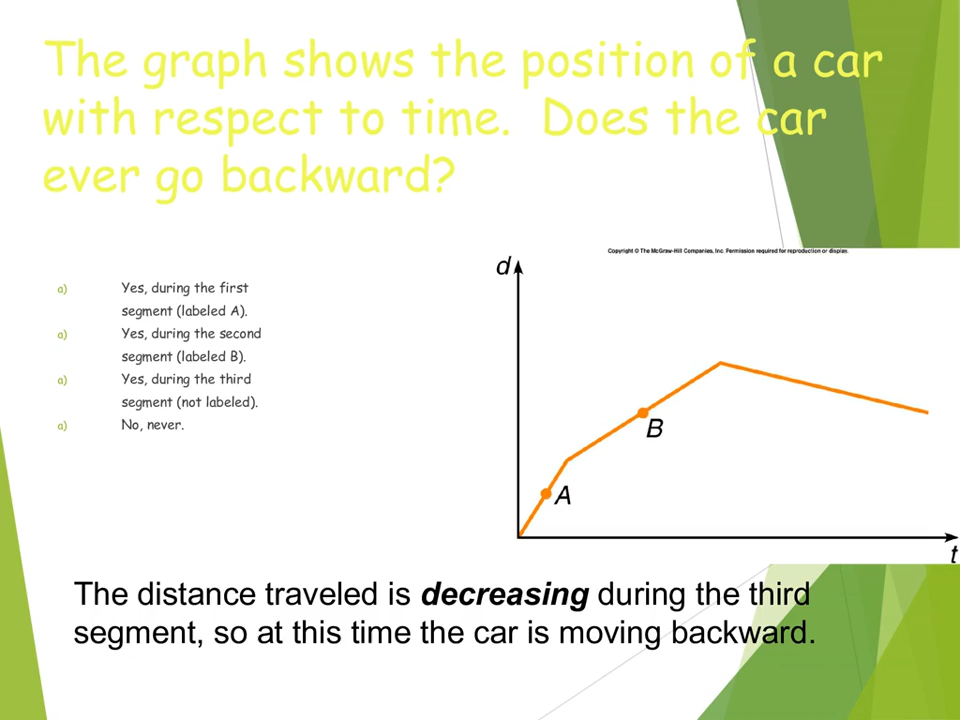 The graph shows the position of a car
with respect to time.  Does the car
ever go backward?
Copyright © The McGraw-Hill Companies, Inc. Permission required for reproduction or display.
d
a) Yes, during the first
segment (labeled A).
a) Yes, during the second
segment (labeled B).
a) Yes, during the third
segment (not labeled).
a) No, never.
B
A
t
The distance traveled is decreasing during the third
segment, so at this time the car is moving backward.